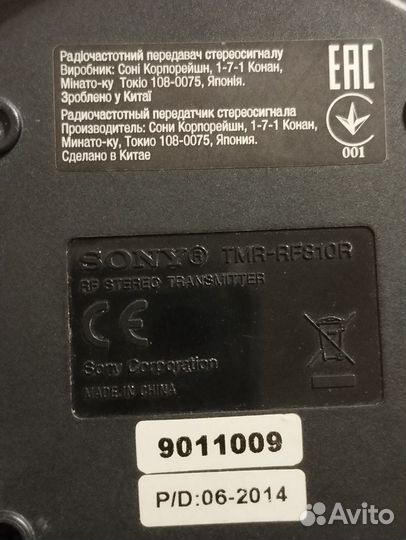 Радіочастотний передавач стереосигналу
Виробник: Соні Корпорейшн, 1-7-1 Конан,
Мінато-ку Токіо 108-0075, Японія.
Зроблено у Китаї
Радиочастотный передатчик стереосигнала
Производитель: Сони Корпорейшн, 1-7-1 Конан,
Минато-ку, Токио 108-0075, Япония.
Сделано в Китае
EAC
001
SONY® TMR-RF810R
RF STEREO TRANSMITTER
CE
Sony Corporation
MADE IN CHINA
9011009
P/D:06-2014
Avito